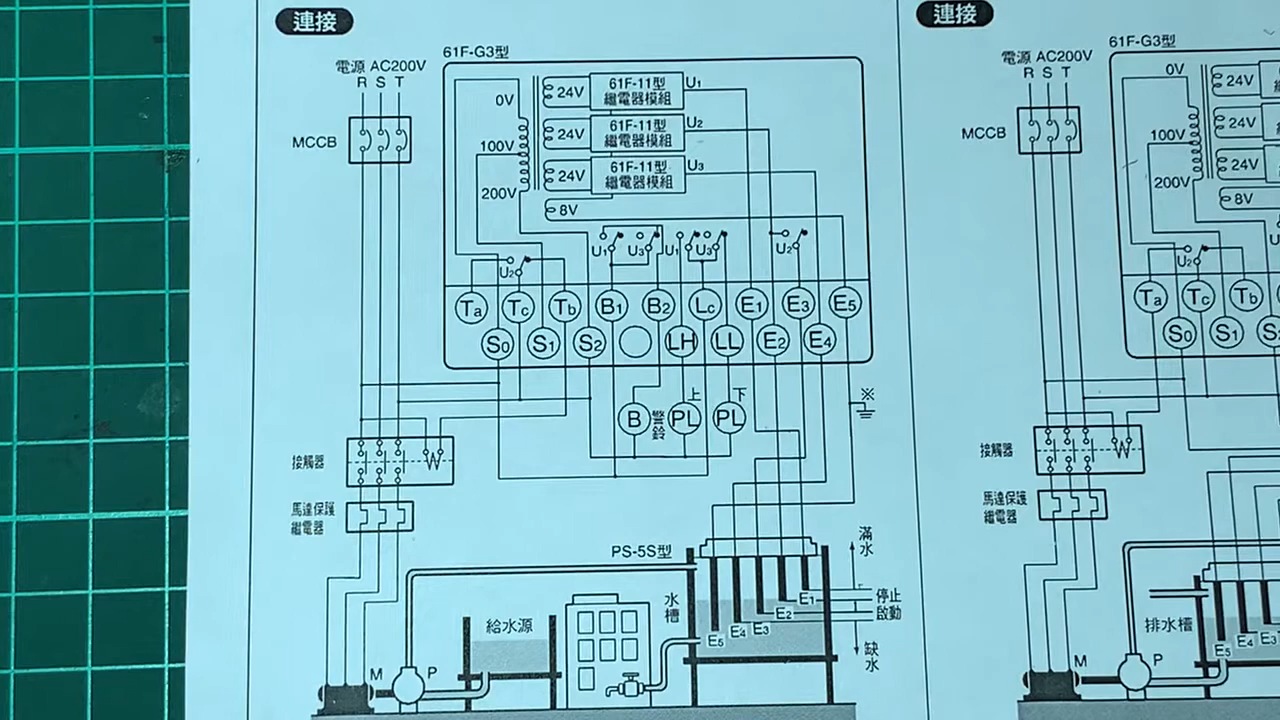 連接
61F-G3型
電源 AC200V
R S T
MCCB
0V
100V
200V
24V
61F-11型
繼電器模組
U1
24V
61F-11型
繼電器模組
U2
24V
61F-11型
繼電器模組
U3
8V
U2
U1
U3
U1
U3
U2
Ta Tc Tb B1 B2 Lc E1 E3 E5
S0 S1 S2 LH LL E2 E4
B
警鈴
上
PL
下
PL
※
接觸器
馬達保護
繼電器
PS-5S型
滿水
停止
啟動
缺水
水槽
給水源
E5 E4 E3 E2 E1
M
P
連接
61F-G3型
電源 AC200V
R S T
MCCB
0V
100V
200V
24V
24V
24V
8V
U2
Ta Tc Tb
S0 S1
接觸器
馬達保護
繼電器
排水槽
E5 E4 E3
M
P